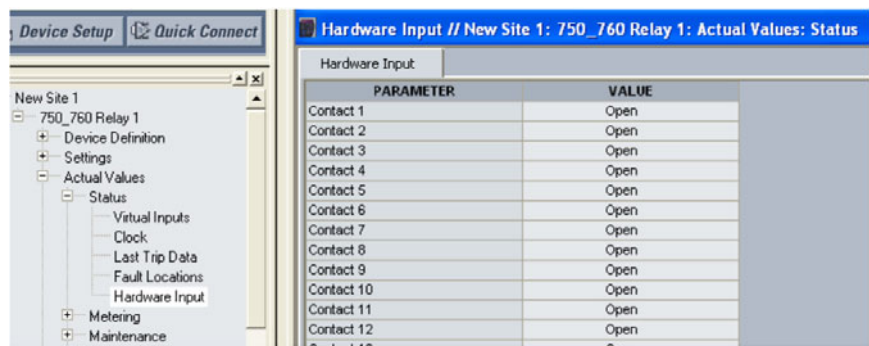 Device Setup
Quick Connect
New Site 1
750_760 Relay 1
Device Definition
Settings
Actual Values
Status
Virtual Inputs
Clock
Last Trip Data
Fault Locations
Hardware Input
Metering
Maintenance
Hardware Input // New Site 1: 750_760 Relay 1: Actual Values: Status
Hardware Input
PARAMETER VALUE
Contact 1 Open
Contact 2 Open
Contact 3 Open
Contact 4 Open
Contact 5 Open
Contact 6 Open
Contact 7 Open
Contact 8 Open
Contact 9 Open
Contact 10 Open
Contact 11 Open
Contact 12 Open